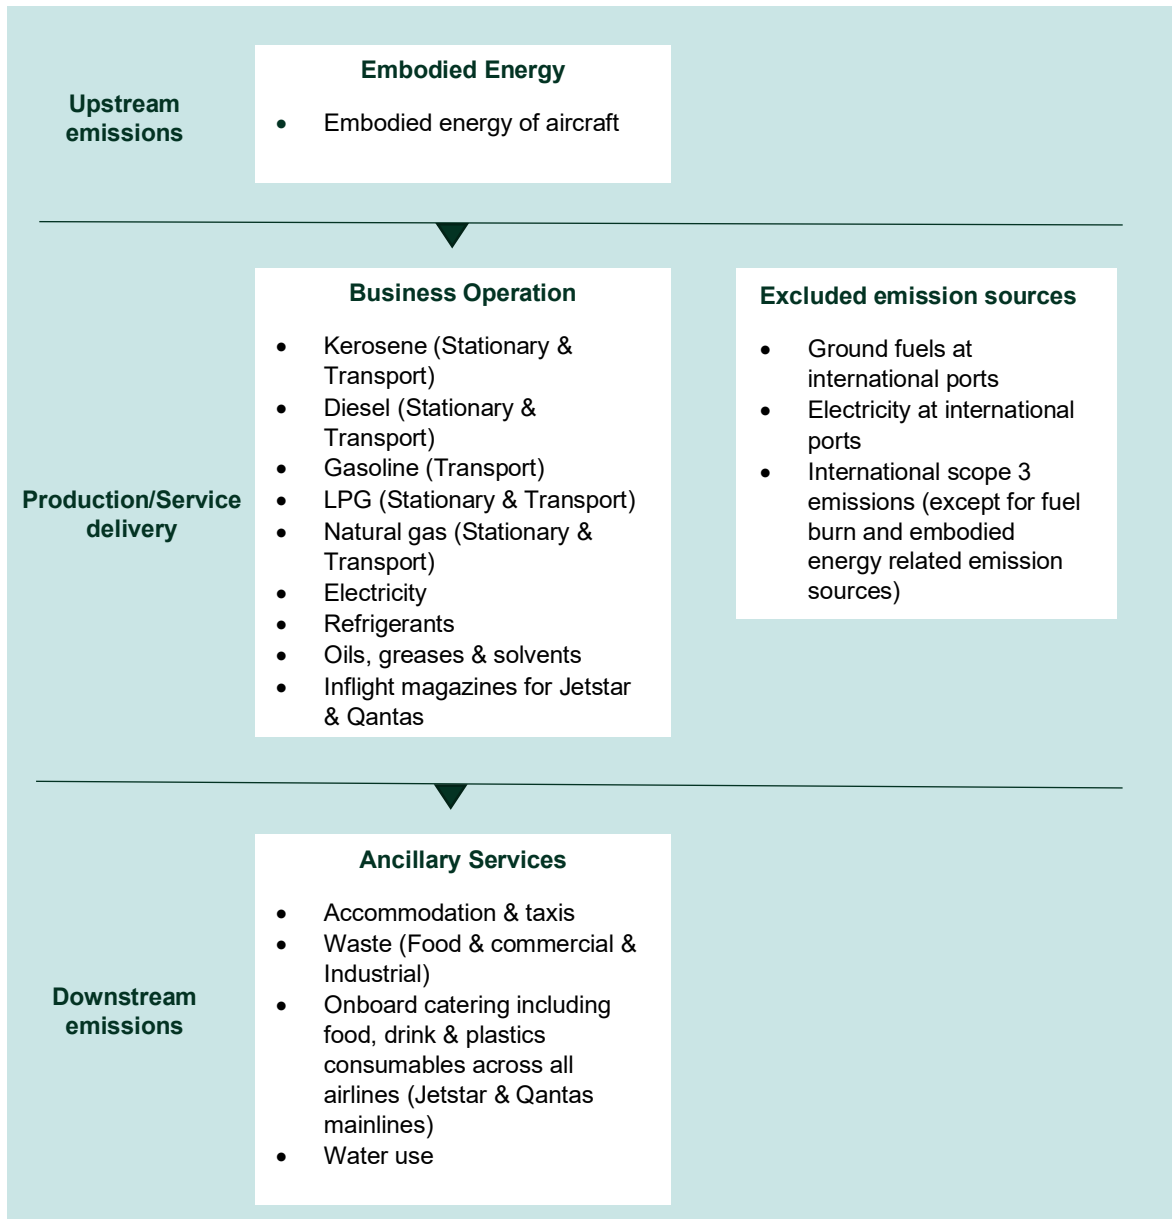 Upstream
emissions
Embodied Energy
• Embodied energy of aircraft
Production/Service
delivery
Business Operation
• Kerosene (Stationary &
Transport)
• Diesel (Stationary &
Transport)
• Gasoline (Transport)
• LPG (Stationary & Transport)
• Natural gas (Stationary &
Transport)
• Electricity
• Refrigerants
• Oils, greases & solvents
• Inflight magazines for Jetstar
& Qantas
Excluded emission sources
• Ground fuels at
international ports
• Electricity at international
ports
• International scope 3
emissions (except for fuel
burn and embodied
energy related emission
sources)
Downstream
emissions
Ancillary Services
• Accommodation & taxis
• Waste (Food & commercial &
Industrial)
• Onboard catering including
food, drink & plastics
consumables across all
airlines (Jetstar & Qantas
mainlines)
• Water use